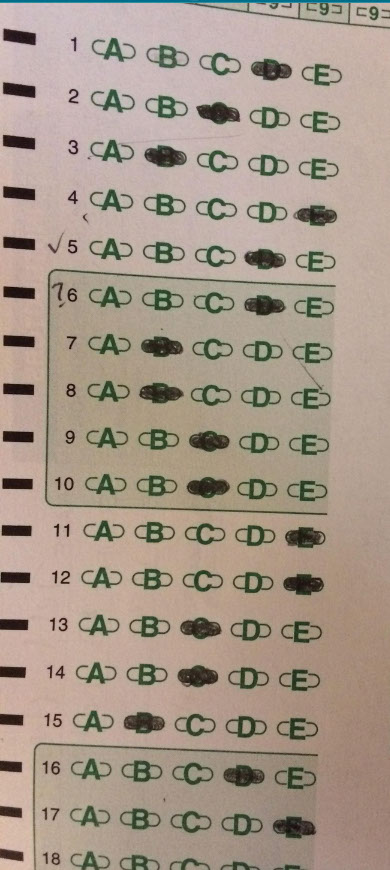 ⊏9⊐ ⊏9⊐ ⊏9⊐
1 A B C D E
2 A B C D E
3 A B C D E
4 A B C D E
✓ 5 A B C D E
? 6 A B C D E
7 A B C D E
8 A B C D E
9 A B C D E
10 A B C D E
11 A B C D E
12 A B C D E
13 A B C D E
14 A B C D E
15 A B C D E
16 A B C D E
17 A B C D E
18 A B C D E